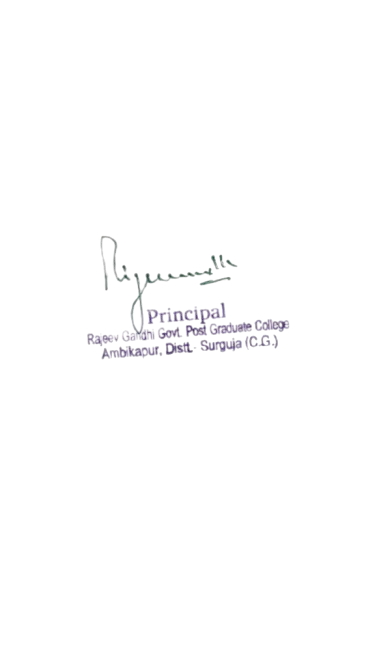 Principal
Rajeev Gandhi Govt. Post Graduate College
Ambikapur, Distt.- Surguja (C.G.)